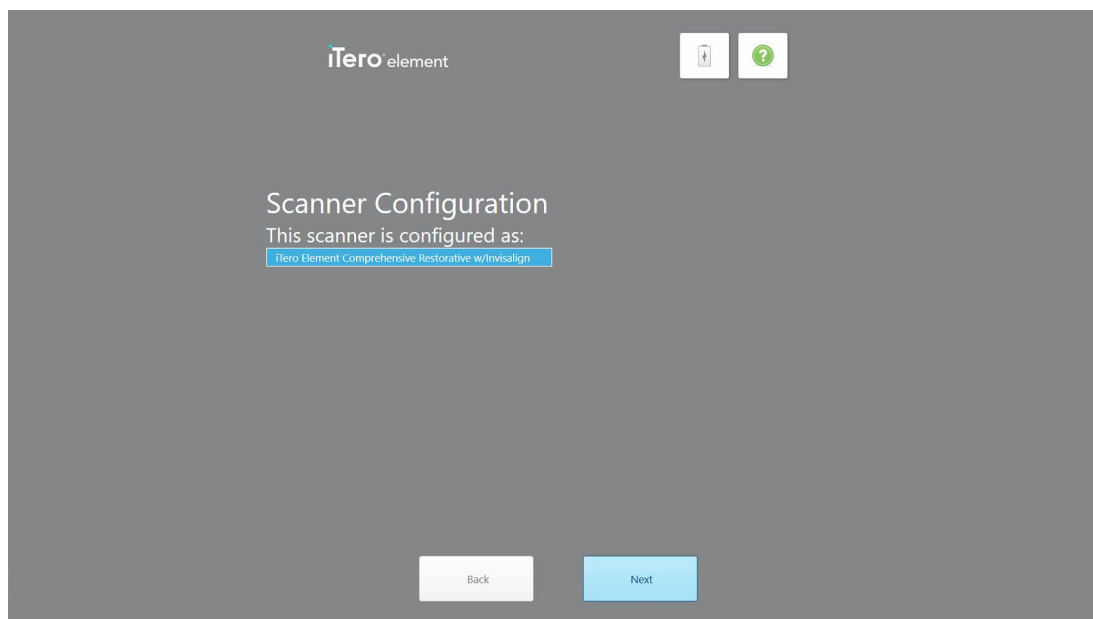 iTero element
?
Scanner Configuration
This scanner is configured as:
iTero Element Comprehensive Restorative w/Invisalign
Back
Next